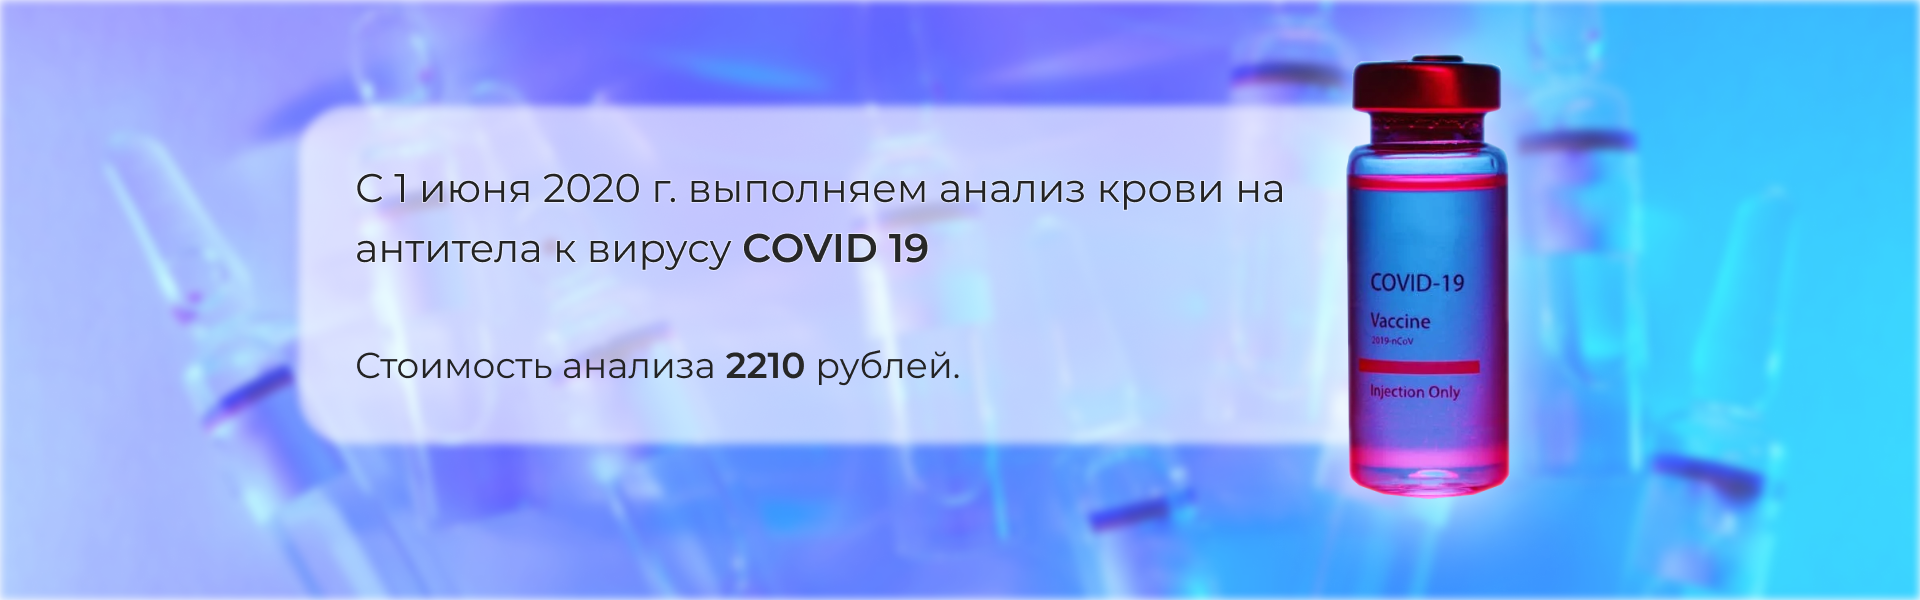 С 1 июня 2020 г. выполняем анализ крови на
антитела к вирусу COVID 19
Стоимость анализа 2210 рублей.
COVID-19
Vaccine
2019-nCoV
Injection Only